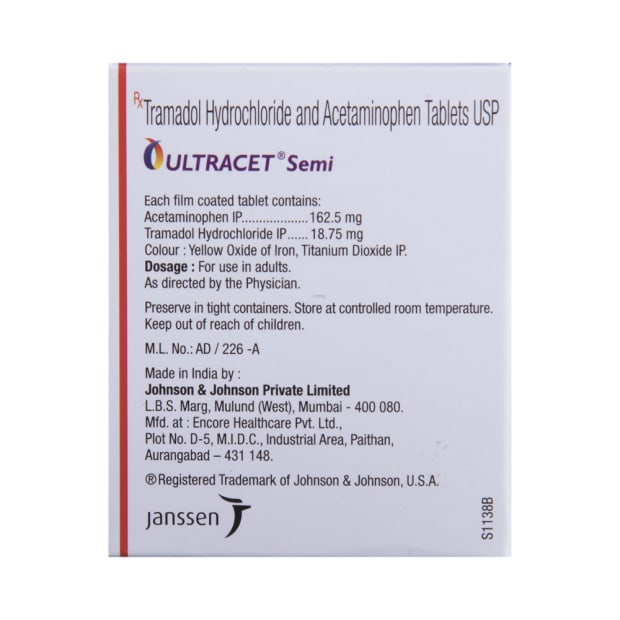 RxTramadol Hydrochloride and Acetaminophen Tablets USP
ULTRACET® Semi
Each film coated tablet contains:
Acetaminophen IP...................162.5 mg
Tramadol Hydrochloride IP......18.75 mg
Colour : Yellow Oxide of Iron, Titanium Dioxide IP.
Dosage : For use in adults.
As directed by the Physician.
Preserve in tight containers. Store at controlled room temperature.
Keep out of reach of children.
M.L. No.: AD / 226 -A
Made in India by :
Johnson & Johnson Private Limited
L.B.S. Marg, Mulund (West), Mumbai - 400 080.
Mfd. at : Encore Healthcare Pvt. Ltd.,
Plot No. D-5, M.I.D.C., Industrial Area, Paithan,
Aurangabad – 431 148.
®Registered Trademark of Johnson & Johnson, U.S.A.
janssen
S1138B